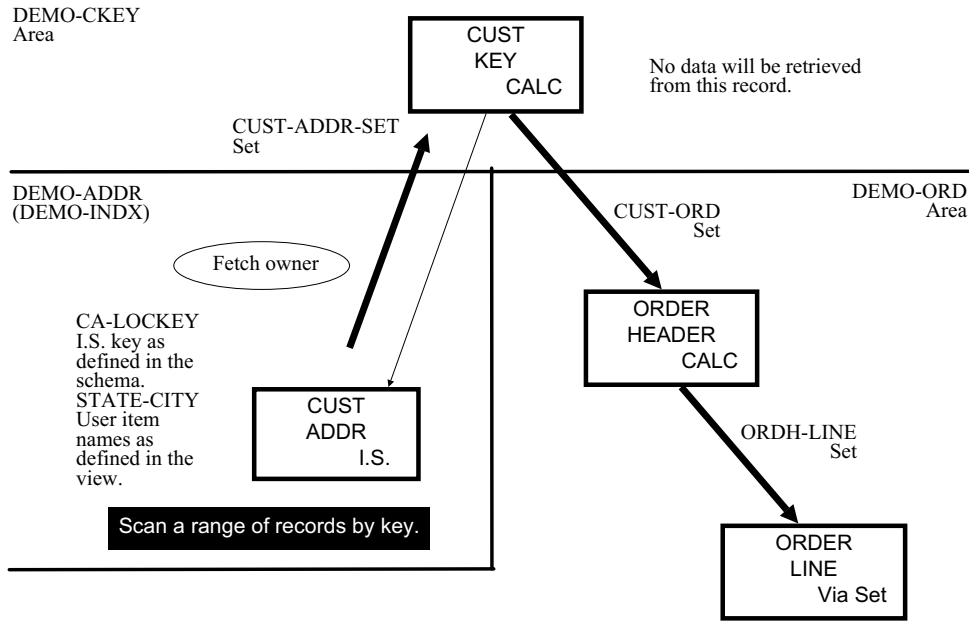 DEMO-CKEY
Area
CUST
KEY
CALC
No data will be retrieved
from this record.
CUST-ADDR-SET
Set
DEMO-ADDR
(DEMO-INDX)
DEMO-ORD
Area
CUST-ORD
Set
Fetch owner
ORDER
HEADER
CALC
CA-LOCKEY
I.S. key as
defined in the
schema.
STATE-CITY
User item
names as
defined in the
view.
CUST
ADDR
I.S.
ORDH-LINE
Set
Scan a range of records by key.
ORDER
LINE
Via Set